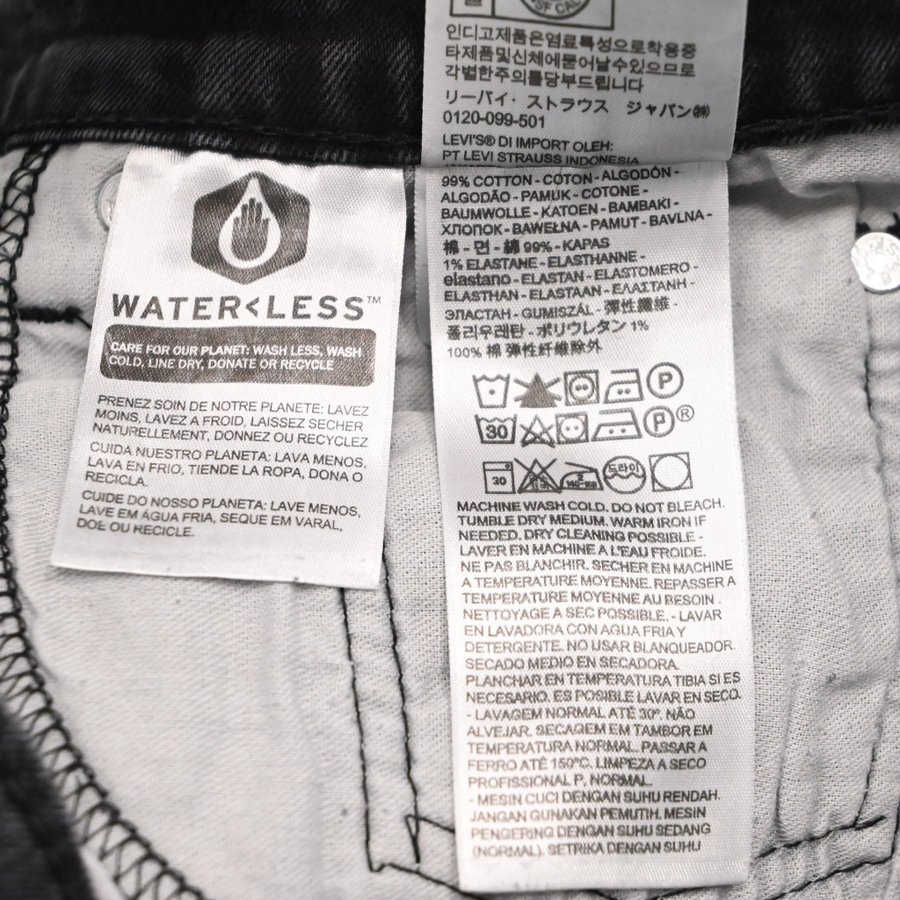 WATER<LESS™
CARE FOR OUR PLANET: WASH LESS, WASH
COLD, LINE DRY, DONATE OR RECYCLE
PRENEZ SOIN DE NOTRE PLANETE: LAVEZ
MOINS, LAVEZ A FROID, LAISSEZ SECHER
NATURELLEMENT, DONNEZ OU RECYCLEZ
CUIDA NUESTRO PLANETA: LAVA MENOS,
LAVA EN FRIO, TIENDE LA ROPA, DONA O
RECICLA.
CUIDE DO NOSSO PLANETA: LAVE MENOS,
LAVE EM ÁGUA FRIA, SEQUE EM VARAL,
DOE OU RECICLE.
SF CAL
인디고제품은염료특성으로착용중
타제품및신체에묻어날수있으므로
각별한주의를당부드립니다
リーバイ・ストラウス ジャパン㈱
0120-099-501
LEVI'S® DI IMPORT OLEH:
PT LEVI STRAUSS INDONESIA
99% COTTON - COTON - ALGODÓN -
ALGODÃO - PAMUK - COTONE -
BAUMWOLLE - KATOEN - BAMBAKI -
ХЛОПОК - BAWEŁNA - PAMUT - BAVLNA -
棉 - 면 - 綿 99% - KAPAS
1% ELASTANE - ELASTHANNE -
elastano - ELASTAN - ELASTOMERO -
ELASTHAN - ELASTAAN - ELASTANI -
ЭЛАСТАН - GUMISZÁL - 弹性纤维 -
폴리우레탄 - ポリウレタン 1%
100% 棉 弹性纤维除外
P
30 P®
30 140-160 드라이
MACHINE WASH COLD. DO NOT BLEACH.
TUMBLE DRY MEDIUM. WARM IRON IF
NEEDED. DRY CLEANING POSSIBLE -
LAVER EN MACHINE A L'EAU FROIDE.
NE PAS BLANCHIR. SECHER EN MACHINE
A TEMPERATURE MOYENNE. REPASSER A
TEMPERATURE MOYENNE AU BESOIN.
NETTOYAGE A SEC POSSIBLE. - LAVAR
EN LAVADORA CON AGUA FRIA Y
DETERGENTE. NO USAR BLANQUEADOR.
SECADO MEDIO EN SECADORA.
PLANCHAR EN TEMPERATURA TIBIA SI ES
NECESARIO. ES POSIBLE LAVAR EN SECO.
- LAVAGEM NORMAL ATÉ 30º. NÃO
ALVEJAR. SECAGEM EM TAMBOR EM
TEMPERATURA NORMAL. PASSAR A
FERRO ATÉ 150ºC. LIMPEZA A SECO
PROFISSIONAL P, NORMAL.
- MESIN CUCI DENGAN SUHU RENDAH.
JANGAN GUNAKAN PEMUTIH. MESIN
PENGERING DENGAN SUHU SEDANG
(NORMAL). SETRIKA DENGAN SUHU